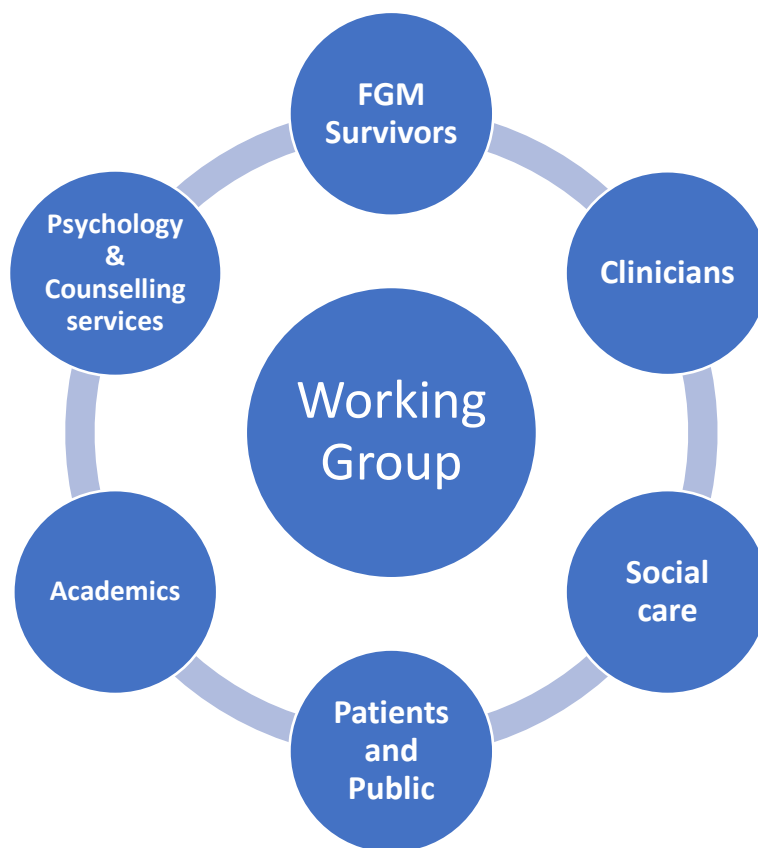 FGM
Survivors
Clinicians
Social
care
Patients
and
Public
Academics
Psychology
&
Counselling
services
Working
Group